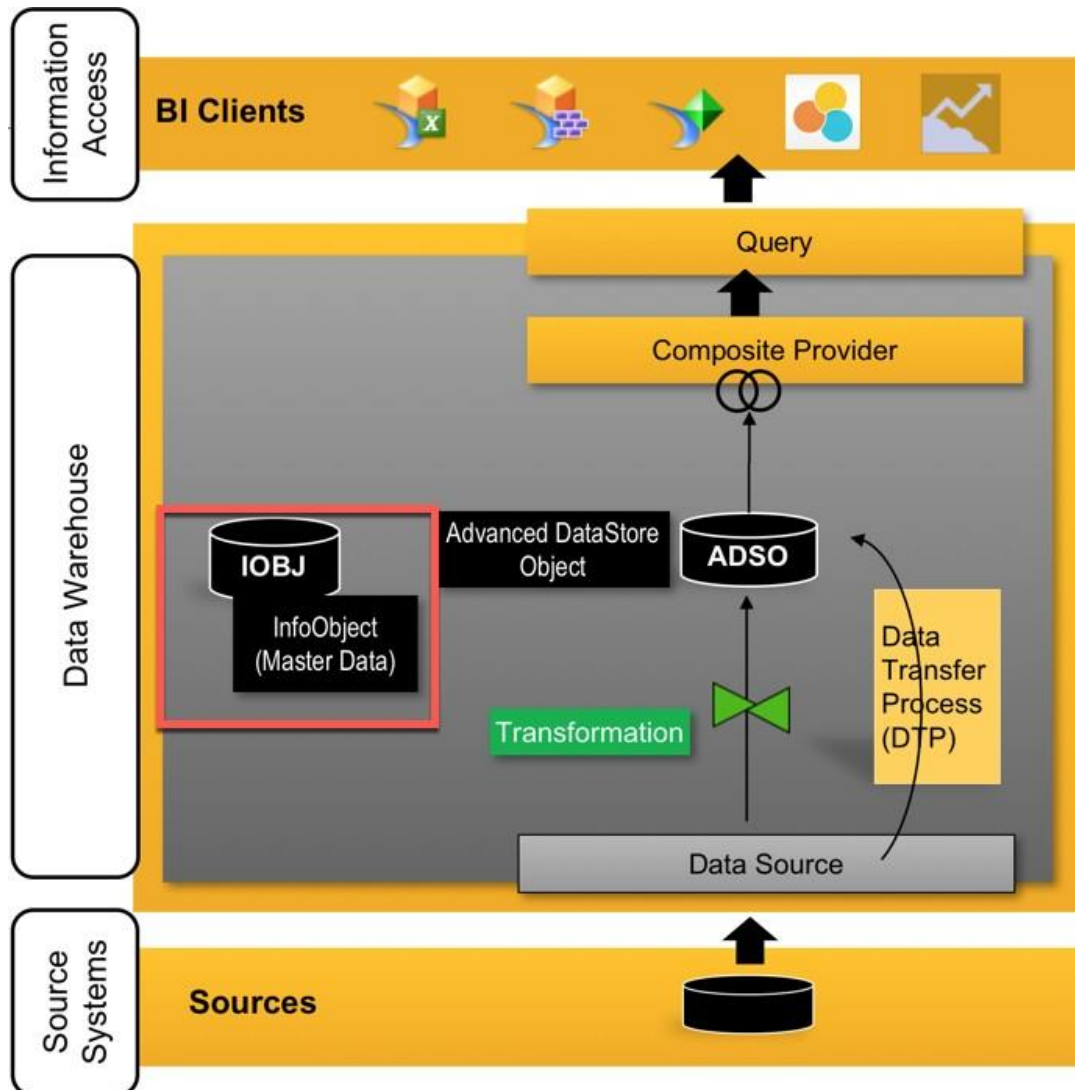 Information
Access
BI Clients
X
Query
Composite Provider
Data Warehouse
IOBJ
InfoObject
(Master Data)
Advanced DataStore
Object
ADSO
Data
Transfer
Process
(DTP)
Transformation
Data Source
Source
Systems
Sources